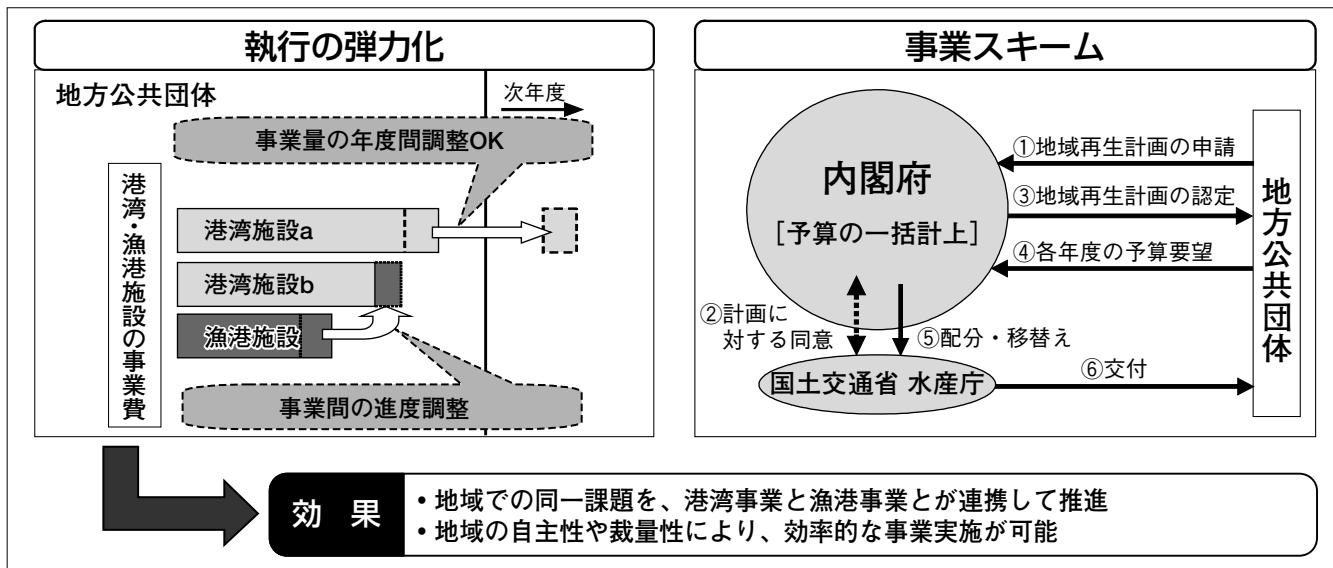 執行の弾力化
地方公共団体
次年度
事業量の年度間調整OK
港湾・漁港施設の事業費
港湾施設a
港湾施設b
漁港施設
事業間の進度調整
事業スキーム
内閣府
[予算の一括計上]
①地域再生計画の申請
③地域再生計画の認定
④各年度の予算要望
地方公共団体
②計画に
対する同意
⑤配分・移替え
国土交通省 水産庁
⑥交付
効 果
・地域での同一課題を、港湾事業と漁港事業とが連携して推進
・地域の自主性や裁量性により、効率的な事業実施が可能